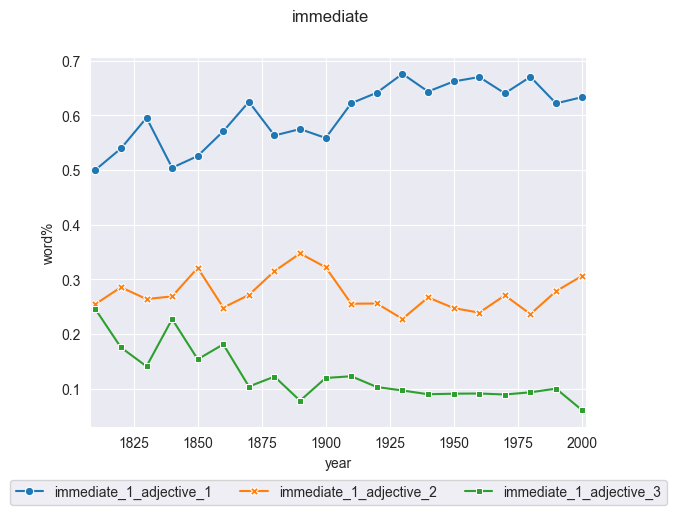 immediate
0.7
0.6
0.5
0.4
0.3
0.2
0.1
word%
1825 1850 1875 1900 1925 1950 1975 2000
year
immediate_1_adjective_1 immediate_1_adjective_2 immediate_1_adjective_3